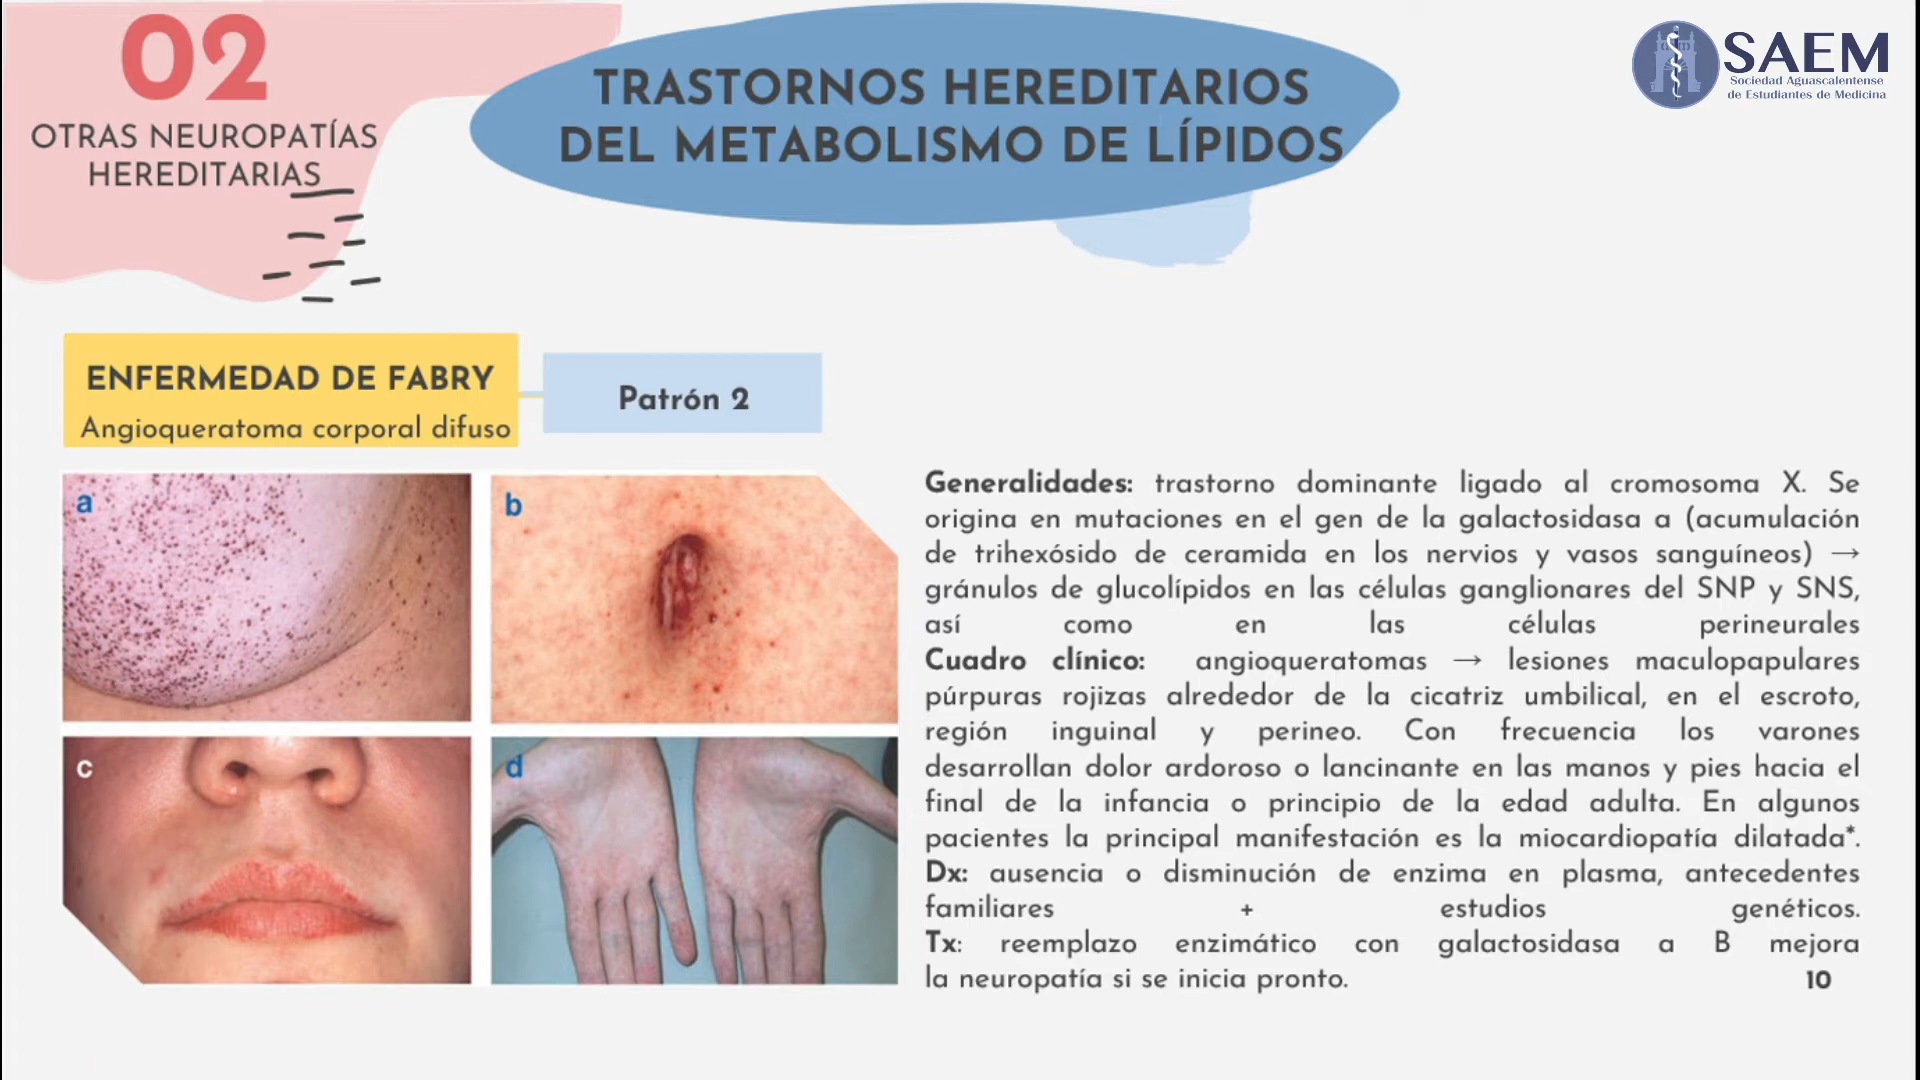 02
OTRAS NEUROPATÍAS
HEREDITARIAS
TRASTORNOS HEREDITARIOS
DEL METABOLISMO DE LÍPIDOS
SAEM
Sociedad Aguascalentense
de Estudiantes de Medicina
ENFERMEDAD DE FABRY
Angioqueratoma corporal difuso
Patrón 2
a
b
c
d
Generalidades: trastorno dominante ligado al cromosoma X. Se
origina en mutaciones en el gen de la galactosidasa a (acumulación
de trihexósido de ceramida en los nervios y vasos sanguíneos) →
gránulos de glucolípidos en las células ganglionares del SNP y SNS,
así como en las células perineurales
Cuadro clínico: angioqueratomas → lesiones maculopapulares
púrpuras rojizas alrededor de la cicatriz umbilical, en el escroto,
región inguinal y perineo. Con frecuencia los varones
desarrollan dolor ardoroso o lancinante en las manos y pies hacia el
final de la infancia o principio de la edad adulta. En algunos
pacientes la principal manifestación es la miocardiopatía dilatada*.
Dx: ausencia o disminución de enzima en plasma, antecedentes
familiares + estudios genéticos.
Tx: reemplazo enzimático con galactosidasa a B mejora
la neuropatía si se inicia pronto.
10